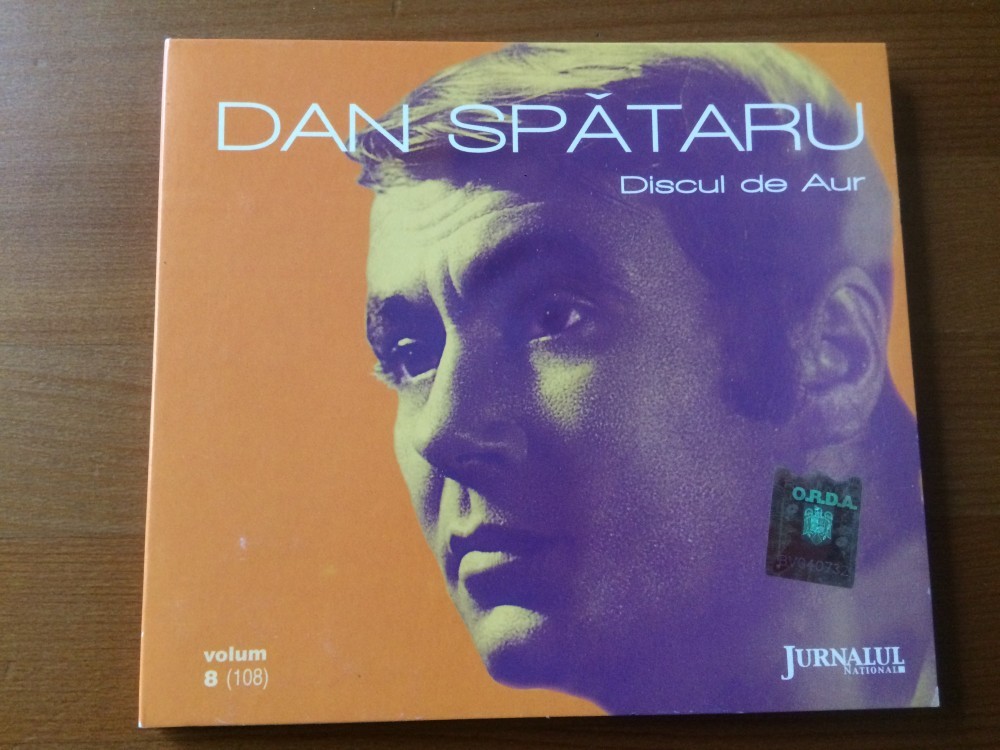 DAN SPĂTARU
Discul de Aur
O.R.D.A.
volum
8 (108)
JURNALUL
NAȚIONAL